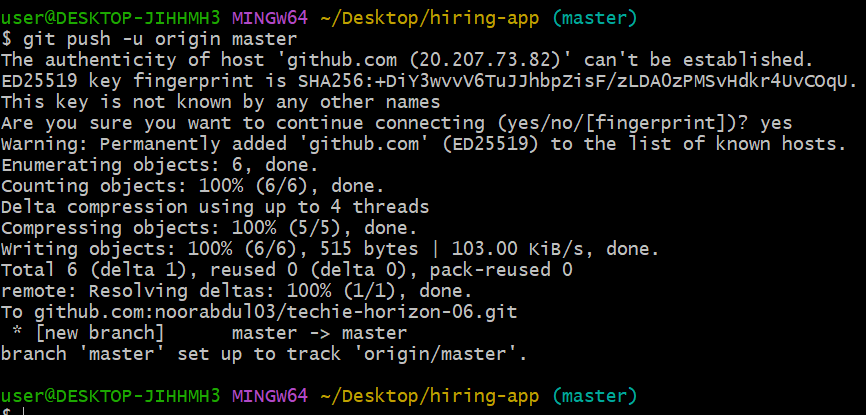 user@DESKTOP-JIHHMH3 MINGW64 ~/Desktop/hiring-app (master)
$ git push -u origin master
The authenticity of host 'github.com (20.207.73.82)' can't be established.
ED25519 key fingerprint is SHA256:+DiY3wvvV6TuJJhbpZisF/zLDA0zPMSvHdkr4UvCOqU.
This key is not known by any other names
Are you sure you want to continue connecting (yes/no/[fingerprint])? yes
Warning: Permanently added 'github.com' (ED25519) to the list of known hosts.
Enumerating objects: 6, done.
Counting objects: 100% (6/6), done.
Delta compression using up to 4 threads
Compressing objects: 100% (5/5), done.
Writing objects: 100% (6/6), 515 bytes | 103.00 KiB/s, done.
Total 6 (delta 1), reused 0 (delta 0), pack-reused 0
remote: Resolving deltas: 100% (1/1), done.
To github.com:noorabdul03/techie-horizon-06.git
 * [new branch]      master -> master
branch 'master' set up to track 'origin/master'.
user@DESKTOP-JIHHMH3 MINGW64 ~/Desktop/hiring-app (master)
$